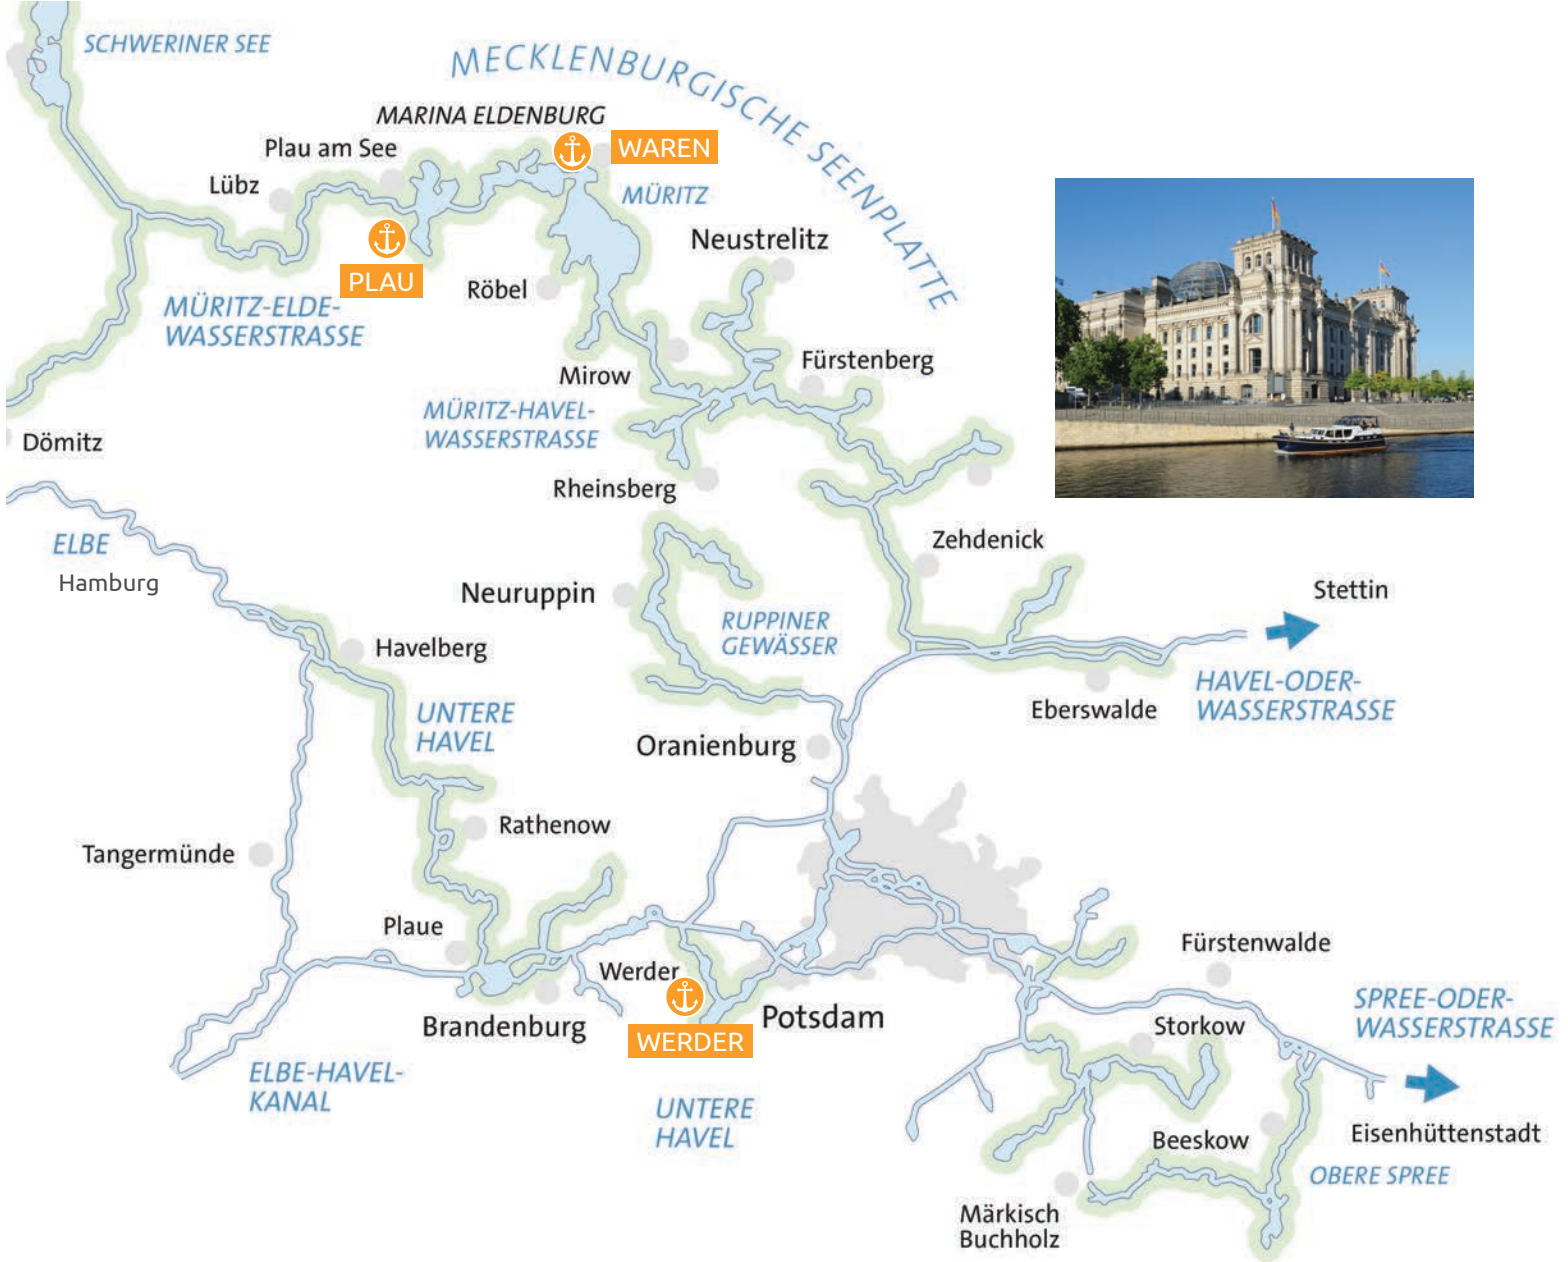 SCHWERINER SEE
MECKLENBURGISCHE SEENPLATTE
MARINA ELDENBURG
WAREN
Plau am See
Lübz
MÜRITZ
Neustrelitz
PLAU
Röbel
MÜRITZ-ELDE-
WASSERSTRASSE
Fürstenberg
Mirow
MÜRITZ-HAVEL-
WASSERSTRASSE
Dömitz
Rheinsberg
ELBE
Hamburg
Zehdenick
Neuruppin
Stettin
RUPPINER
GEWÄSSER
Havelberg
HAVEL-ODER-
WASSERSTRASSE
Eberswalde
UNTERE
HAVEL
Oranienburg
Rathenow
Tangermünde
Plaue
Fürstenwalde
Werder
SPREE-ODER-
WASSERSTRASSE
Potsdam
Brandenburg
WERDER
Storkow
ELBE-HAVEL-
KANAL
UNTERE
HAVEL
Beeskow
Eisenhüttenstadt
OBERE SPREE
Märkisch
Buchholz